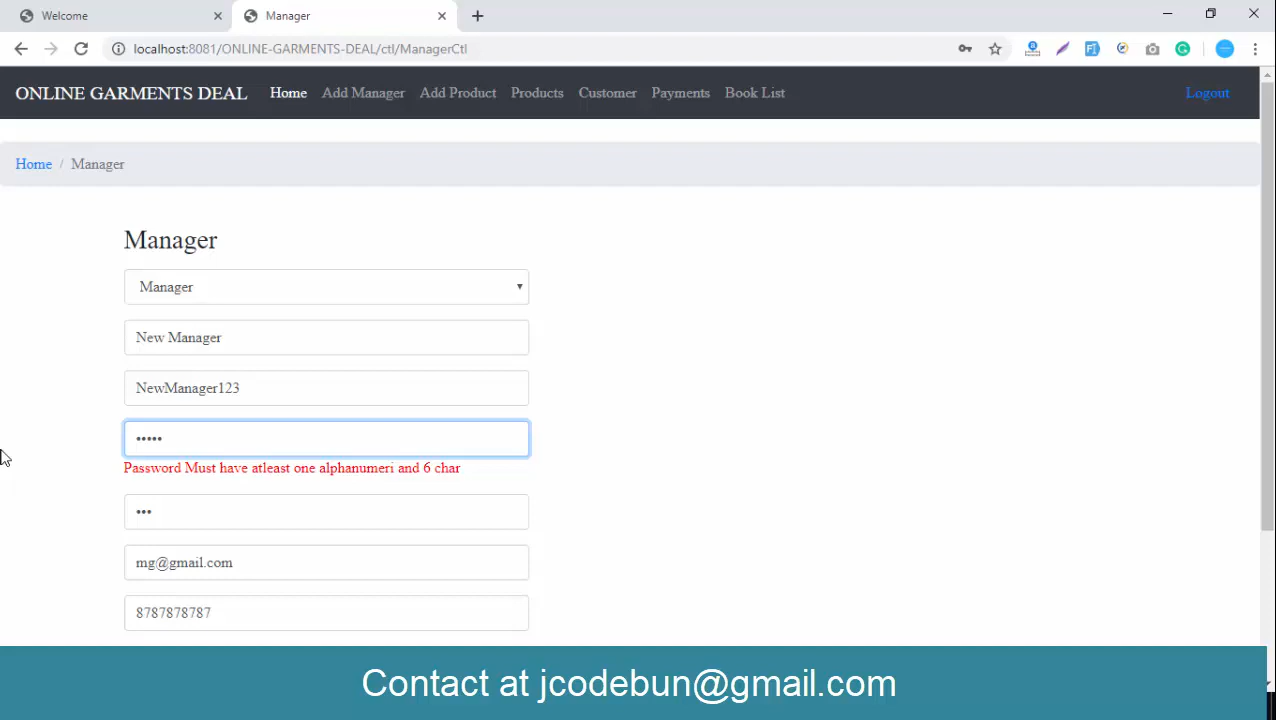 Welcome
Manager
localhost:8081/ONLINE-GARMENTS-DEAL/ctl/ManagerCtl
ONLINE GARMENTS DEAL Home Add Manager Add Product Products Customer Payments Book List Logout
Home / Manager
Manager
Manager
New Manager
NewManager123
•••••
Password Must have atleast one alphanumeri and 6 char
•••
mg@gmail.com
8787878787
Contact at jcodebun@gmail.com